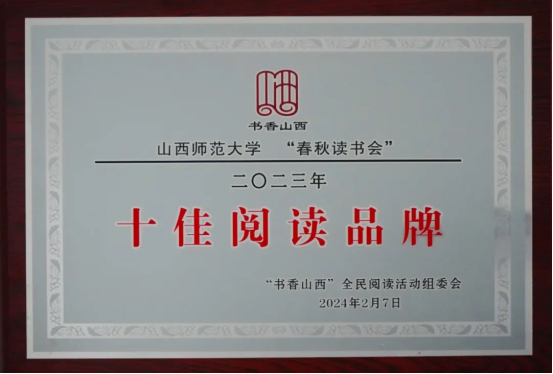 书香山西
山西师范大学 “春秋读书会”
二〇二三年
十佳阅读品牌
“书香山西”全民阅读活动组委会
2024年2月7日